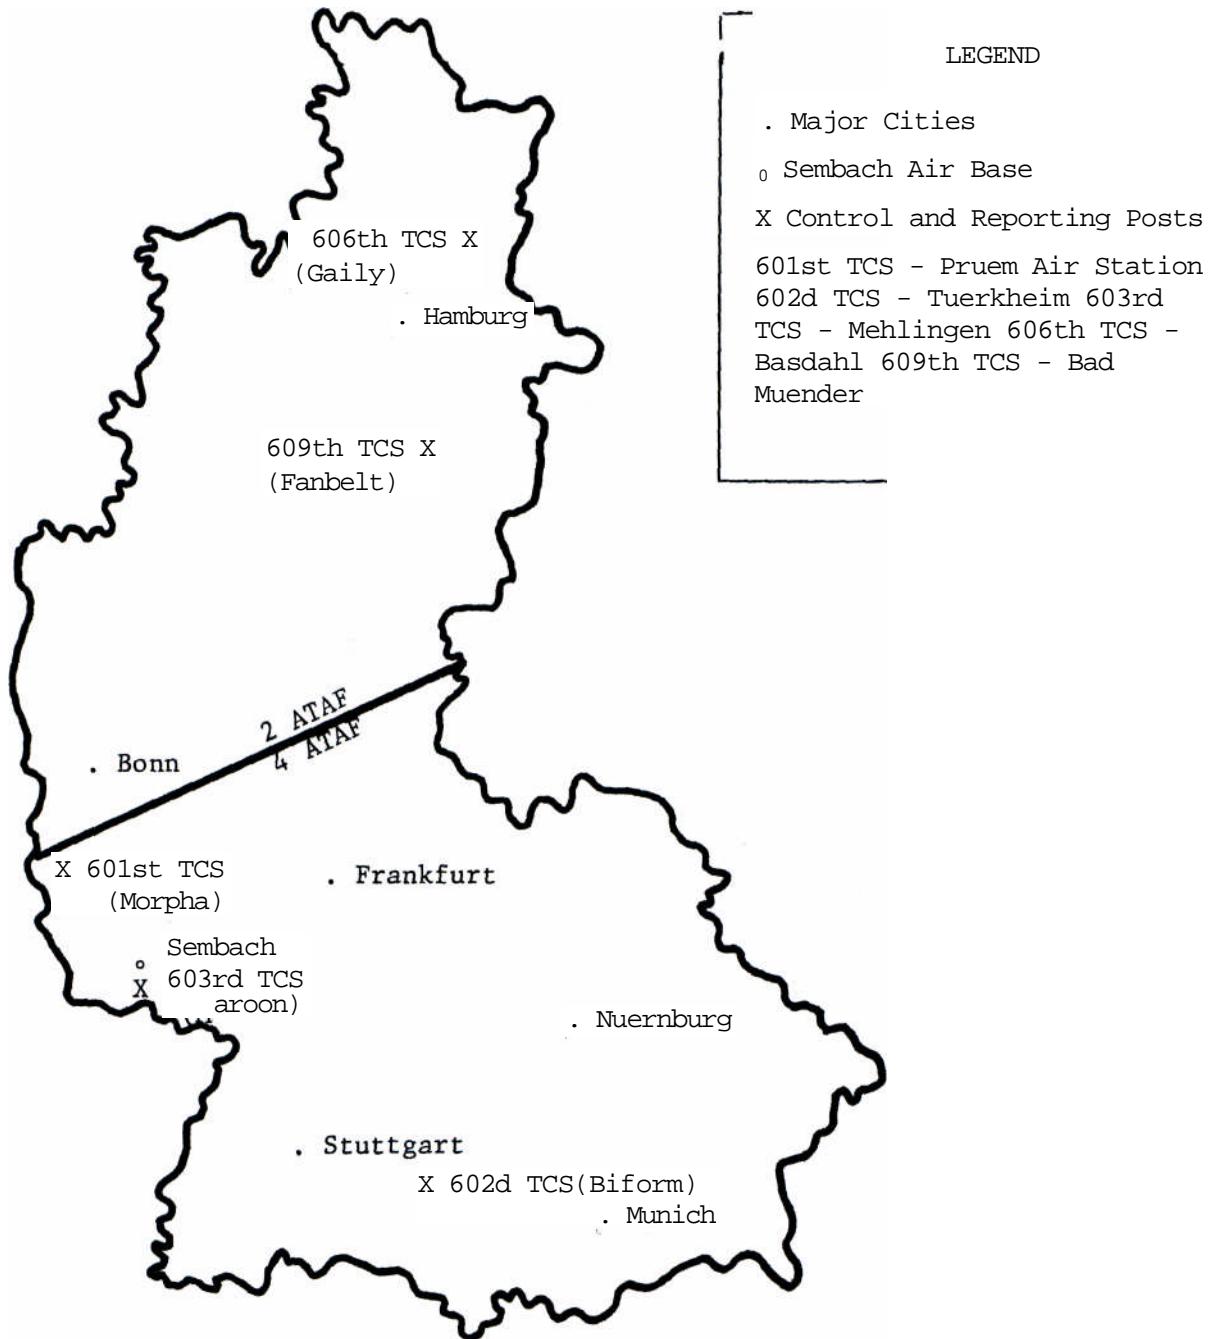 LEGEND
. Major Cities
o Sembach Air Base
X Control and Reporting Posts
601st TCS - Pruem Air Station
602d TCS - Tuerkheim 603rd
TCS - Mehlingen 606th TCS -
Basdahl 609th TCS - Bad
Muender
606th TCS X
(Gaily)
. Hamburg
609th TCS X
(Fanbelt)
2 ATAF
4 ATAF
. Bonn
X 601st TCS
(Morpha)
. Frankfurt
o Sembach
X 603rd TCS
aroon)
. Nuernburg
. Stuttgart
X 602d TCS(Biform)
. Munich